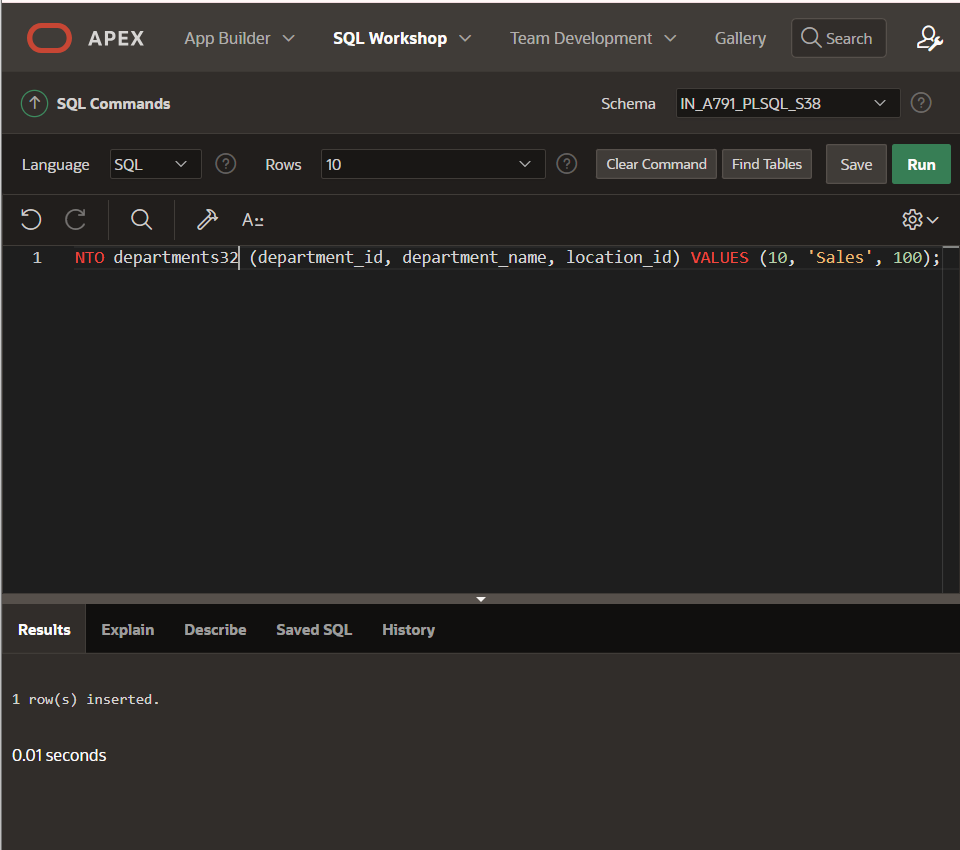 APEX App Builder SQL Workshop Team Development Gallery Search
SQL Commands Schema IN_A791_PLSQL_S38 ?
Language SQL ? Rows 10 ? Clear Command Find Tables Save Run
A::
1 NTO departments32 (department_id, department_name, location_id) VALUES (10, 'Sales', 100);
Results Explain Describe Saved SQL History
1 row(s) inserted.
0.01 seconds